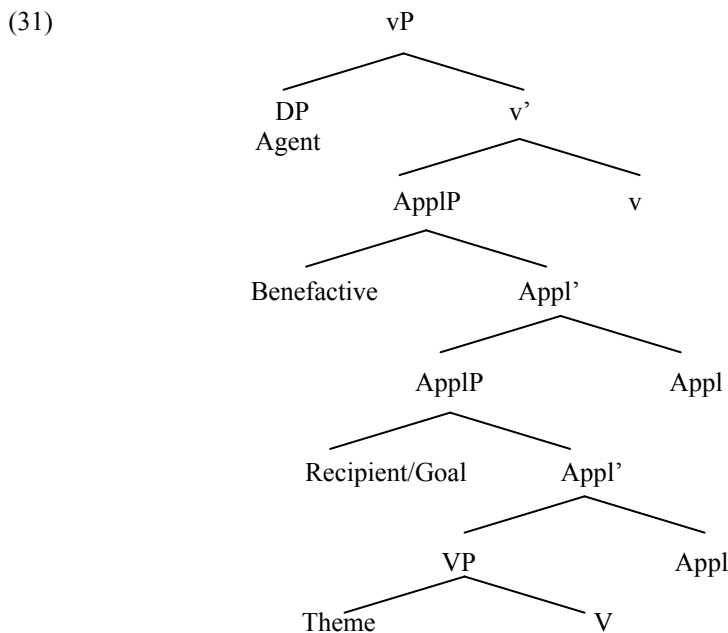 (31) vP
DP v’
Agent
ApplP v
Benefactive Appl’
ApplP Appl
Recipient/Goal Appl’
VP Appl
Theme V